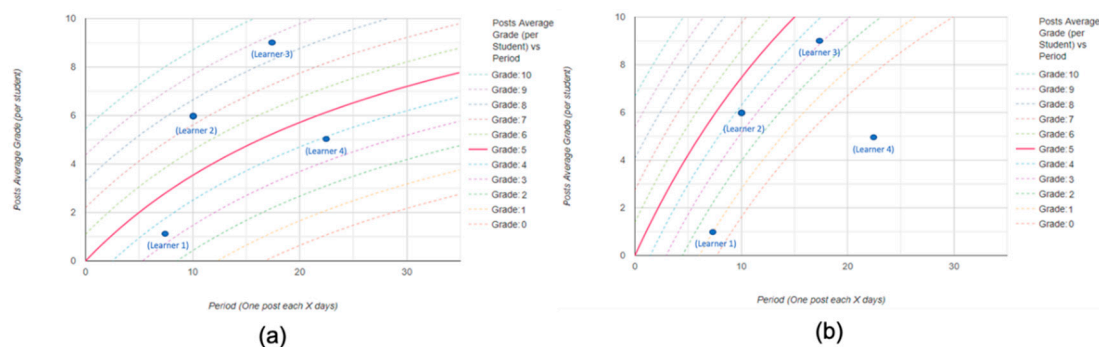 10
8
6
4
2
0
0
10
20
30
Posts Average Grade (per student)
Period (One post each X days)
(Learner 3)
(Learner 2)
(Learner 4)
(Learner 1)
Posts Average
Grade (per
Student) vs
Period
Grade: 10
Grade: 9
Grade: 8
Grade: 7
Grade: 6
Grade: 5
Grade: 4
Grade: 3
Grade: 2
Grade: 1
Grade: 0
(a)
10
8
6
4
2
0
0
10
20
30
Posts Average Grade (per student)
Period (One post each X days)
(Learner 3)
(Learner 2)
(Learner 4)
(Learner 1)
Posts Average
Grade (per
Student) vs
Period
Grade: 10
Grade: 9
Grade: 8
Grade: 7
Grade: 6
Grade: 5
Grade: 4
Grade: 3
Grade: 2
Grade: 1
Grade: 0
(b)